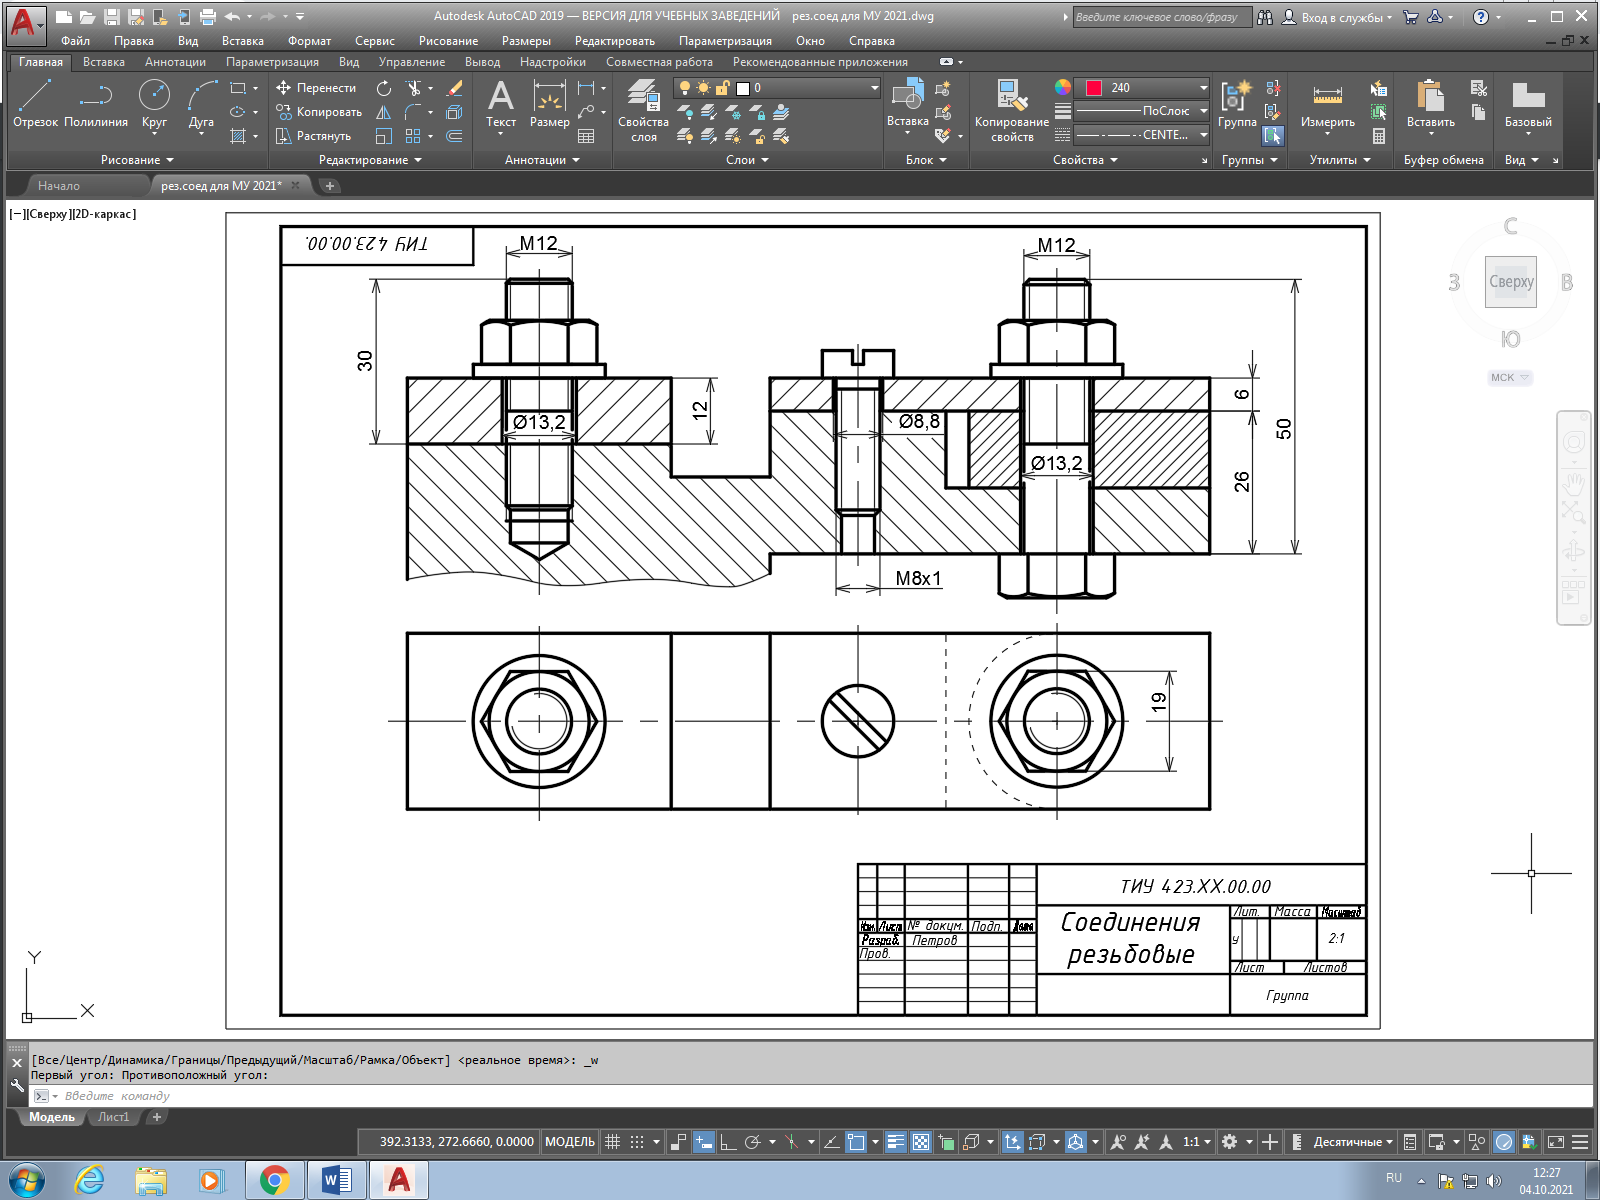 Autodesk AutoCAD 2019 — ВЕРСИЯ ДЛЯ УЧЕБНЫХ ЗАВЕДЕНИЙ рез.соед для МУ 2021.dwg
Введите ключевое слово/фразу
Вход в службы
Файл Правка Вид Вставка Формат Сервис Рисование Размеры Редактировать Параметризация Окно Справка
Главная Вставка Аннотации Параметризация Вид Управление Вывод Надстройки Совместная работа Рекомендованные приложения
Отрезок Полилиния Круг Дуга
Перенести
Копировать
Растянуть
Текст Размер
Свойства слоя
0
Вставка
Копирование свойств
240
ПоСлою
CENTE...
Группа
Измерить
Вставить
Базовый
Рисование Редактирование Аннотации Слои Блок Свойства Группы Утилиты Буфер обмена Вид
Начало
рез.соед для МУ 2021*
[−][Сверху][2D-каркас]
ТИУ 423.00.00.
M12
M12
30
12
Ø13,2
Ø8,8
Ø13,2
6
26
50
M8x1
19
С
З
Сверху
В
Ю
МСК
ТИУ 423.ХХ.00.00
Соединения
резьбовые
Лит. Масса Масштаб
у
2:1
Лист Листов
Группа
Изм. Лист № докум. Подп. Дата
Разраб. Петров
Пров.
Y
X
[Все/Центр/Динамика/Границы/Предыдущий/Масштаб/Рамка/Объект] <реальное время>: _w
Первый угол: Противоположный угол:
Введите команду
Модель Лист1
392.3133, 272.6660, 0.0000 МОДЕЛЬ
1:1
Десятичные
RU
12:27
04.10.2021